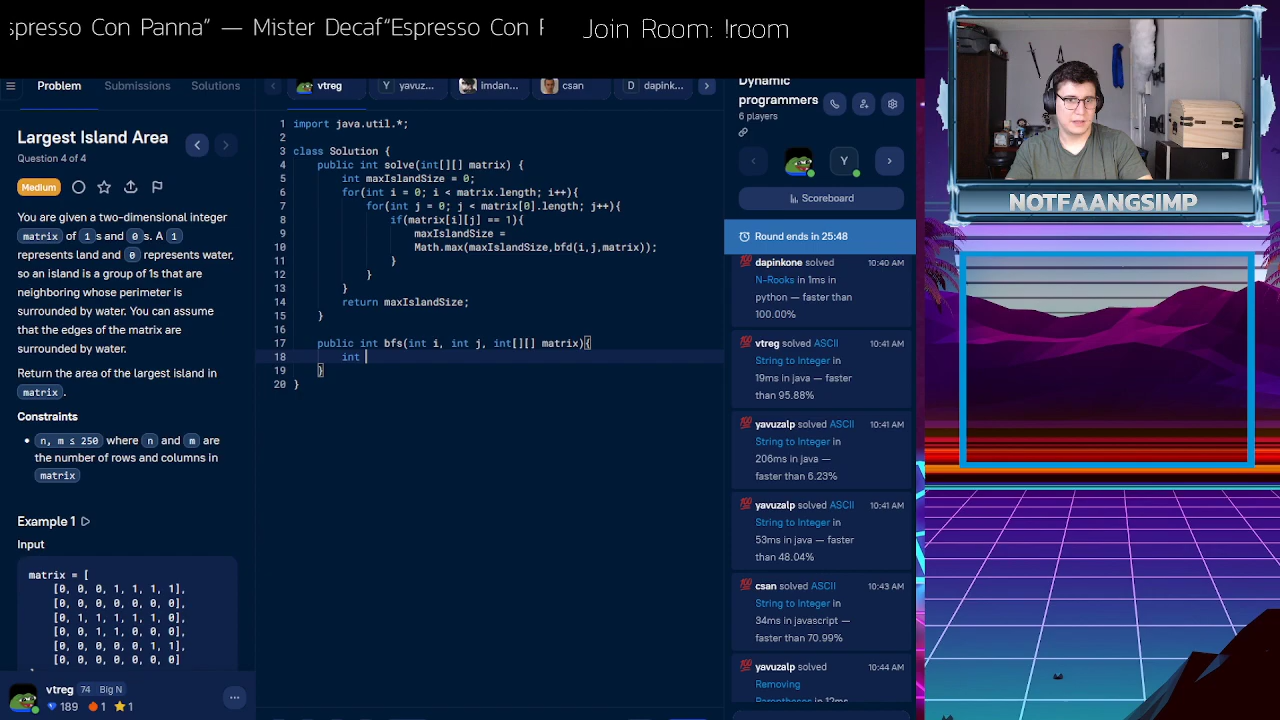 spresso Con Panna” — Mister Decaf“Espresso Con
Join Room: !room
Problem
Submissions
Solutions
vtreg
Y yavuz...
imdan...
csan
D dapink...
Largest Island Area
Question 4 of 4
Medium
You are given a two-dimensional integer
matrix of 1s and 0s. A 1
represents land and 0 represents water,
so an island is a group of 1s that are
neighboring whose perimeter is
surrounded by water. You can assume
that the edges of the matrix are
surrounded by water.
Return the area of the largest island in
matrix.
Constraints
• n, m ≤ 250 where n and m are
the number of rows and columns in
matrix
Example 1
Input
matrix = [
[0, 0, 0, 1, 1, 1, 1],
[0, 0, 0, 0, 0, 0, 0],
[0, 1, 1, 1, 0, 0, 0],
[0, 0, 1, 1, 1, 1, 0],
[0, 0, 0, 0, 0, 1, 1],
[0, 0, 0, 0, 0, 0, 0]
vtreg 74 Big N
189 1 1
1 import java.util.*;
2
3 class Solution {
4 public int solve(int[][] matrix) {
5 int maxIslandSize = 0;
6 for(int i = 0; i < matrix.length; i++){
7 for(int j = 0; j < matrix[0].length; j++){
8 if(matrix[i][j] == 1){
9 maxIslandSize =
10 Math.max(maxIslandSize,bfd(i,j,matrix));
11 }
12 }
13 }
14 return maxIslandSize;
15 }
16
17 public int bfs(int i, int j, int[][] matrix){
18 int
19 }
20 }
Dynamic
programmers
6 players
Y
Scoreboard
Round ends in 25:48
dapinkone solved 10:40 AM
N-Rooks in 1ms in
python — faster than
100.00%
vtreg solved ASCII 10:41 AM
String to Integer in
19ms in java — faster
than 95.88%
yavuzalp solved ASCII 10:41 AM
String to Integer in
206ms in java —
faster than 6.23%
yavuzalp solved ASCII 10:41 AM
String to Integer in
53ms in java — faster
than 48.04%
csan solved ASCII 10:43 AM
String to Integer in
34ms in javascript —
faster than 70.99%
yavuzalp solved 10:44 AM
Removing
NOTFAANGSIMP